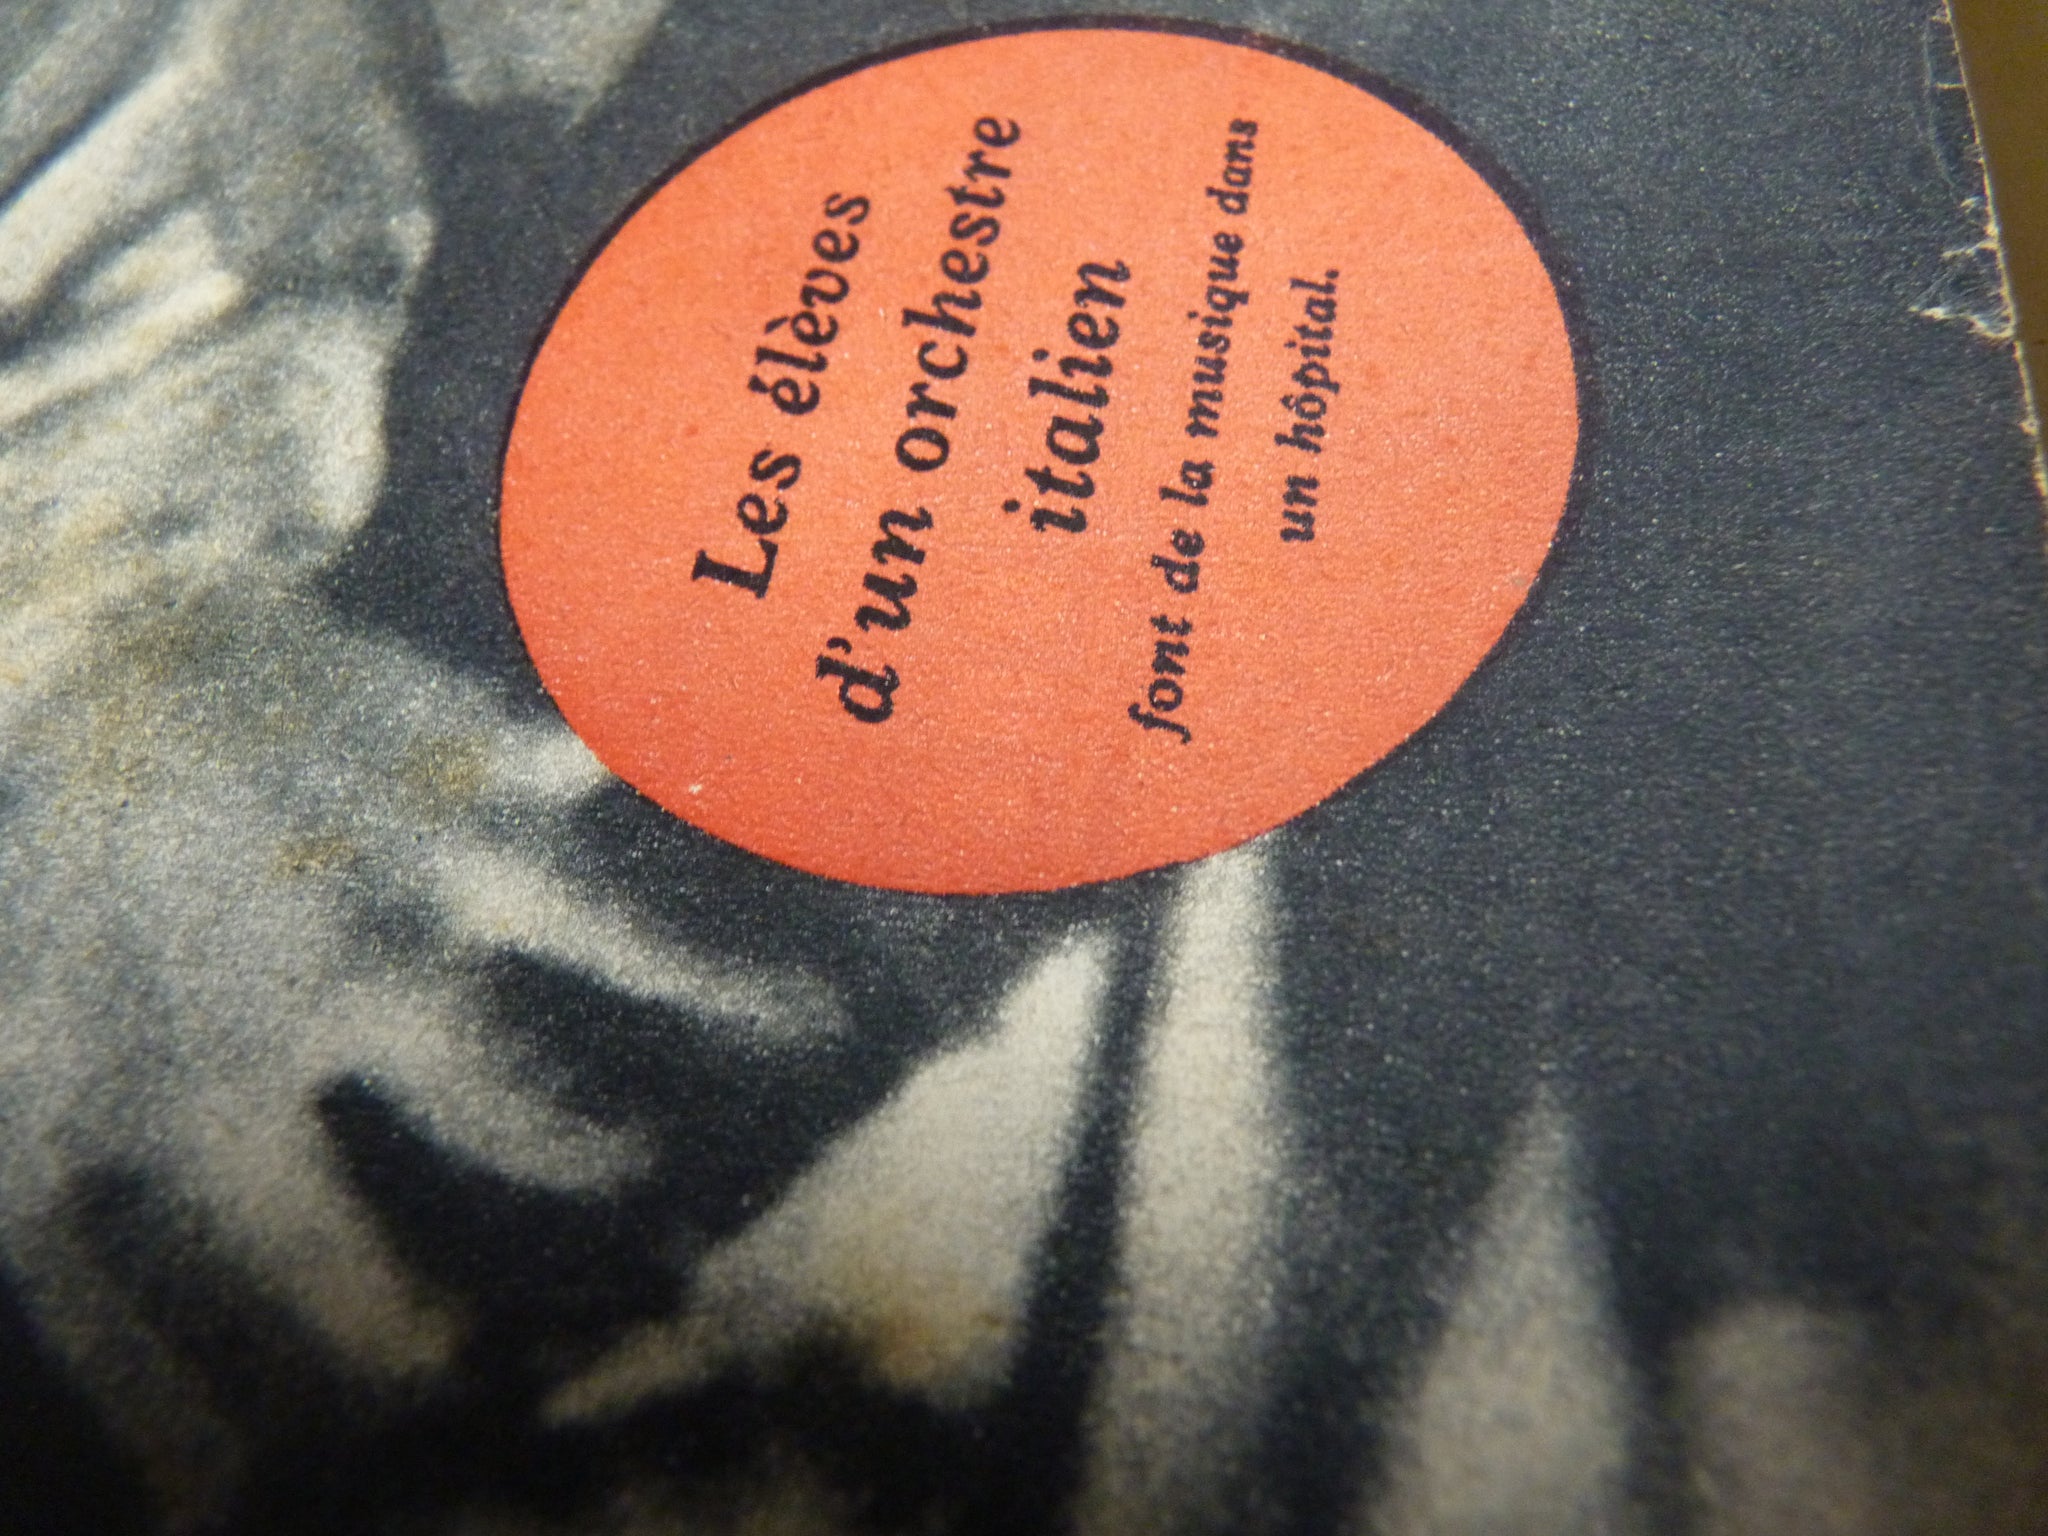 Les élèves
d'un orchestre
italien
font de la musique dans
un hôpital.